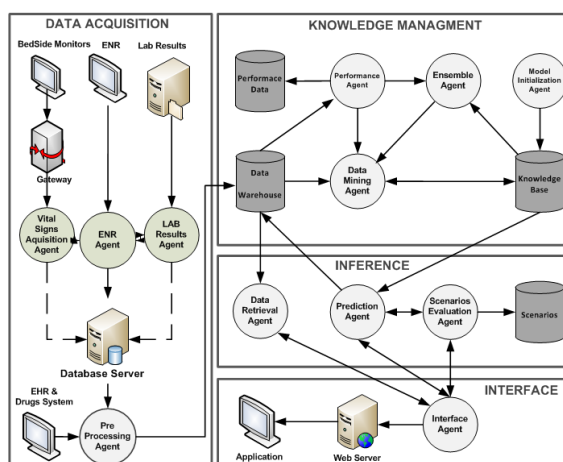 DATA ACQUISITION
BedSide Monitors
ENR
Lab Results
Gateway
Vital
Signs
Aquisition
Agent
ENR
Agent
LAB
Results
Agent
Database Server
EHR &
Drugs System
Pre
Processing
Agent
KNOWLEDGE MANAGMENT
Performace
Data
Performance
Agent
Ensemble
Agent
Model
Initialization
Agent
Data
Warehouse
Data
Mining
Agent
Knowledge
Base
INFERENCE
Data
Retrieval
Agent
Prediction
Agent
Scenarios
Evaluation
Agent
Scenarios
INTERFACE
Interface
Agent
Application
Web Server